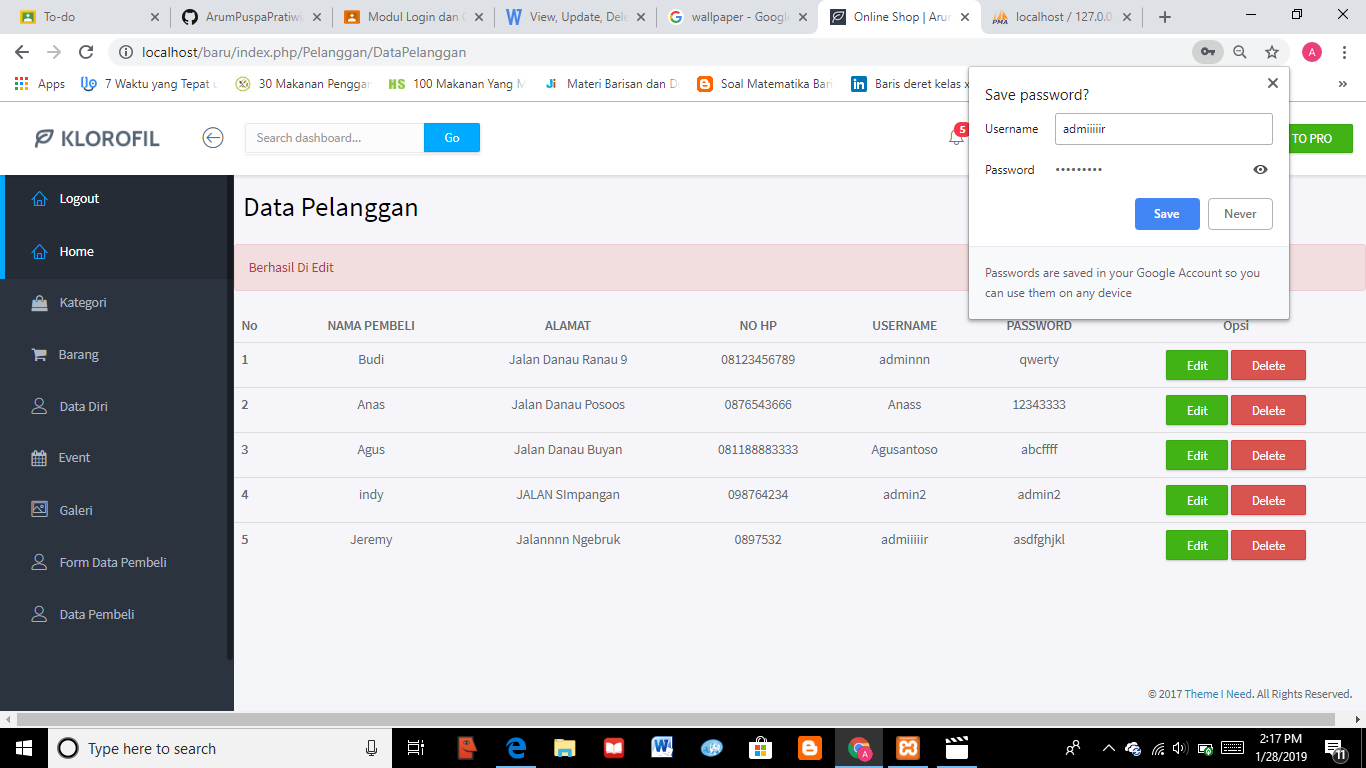 To-do
ArumPuspaPratiwi
Modul Login dan
View, Update, Dele
wallpaper - Google
Online Shop | Arum
localhost / 127.0.0
localhost/baru/index.php/Pelanggan/DataPelanggan
A
Apps
7 Waktu yang Tepat u
30 Makanan Penggan
HS 100 Makanan Yang M
Ji Materi Barisan dan D
Soal Matematika Bari
in Baris deret kelas x
»
KLOROFIL
Search dashboard...
Go
5
TO PRO
Save password?
Username
admiiiiir
Password
•••••••••
Save
Never
Passwords are saved in your Google Account so you
can use them on any device
Logout
Home
Kategori
Barang
Data Diri
Event
Galeri
Form Data Pembeli
Data Pembeli
Data Pelanggan
Berhasil Di Edit
No NAMA PEMBELI ALAMAT NO HP USERNAME PASSWORD Opsi
1 Budi Jalan Danau Ranau 9 08123456789 adminnn qwerty Edit Delete
2 Anas Jalan Danau Posoos 0876543666 Anass 12343333 Edit Delete
3 Agus Jalan Danau Buyan 081188883333 Agusantoso abcffff Edit Delete
4 indy JALAN SImpangan 098764234 admin2 admin2 Edit Delete
5 Jeremy Jalannnn Ngebruk 0897532 admiiiiir asdfghjkl Edit Delete
© 2017 Theme I Need. All Rights Reserved.
Type here to search
2:17 PM
1/28/2019
11